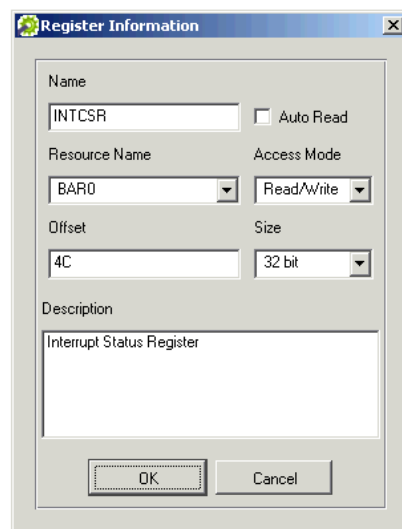 Register Information
Name
INTCSR
Auto Read
Resource Name
Access Mode
BAR0
Read/Write
Offset
Size
4C
32 bit
Description
Interrupt Status Register
OK
Cancel